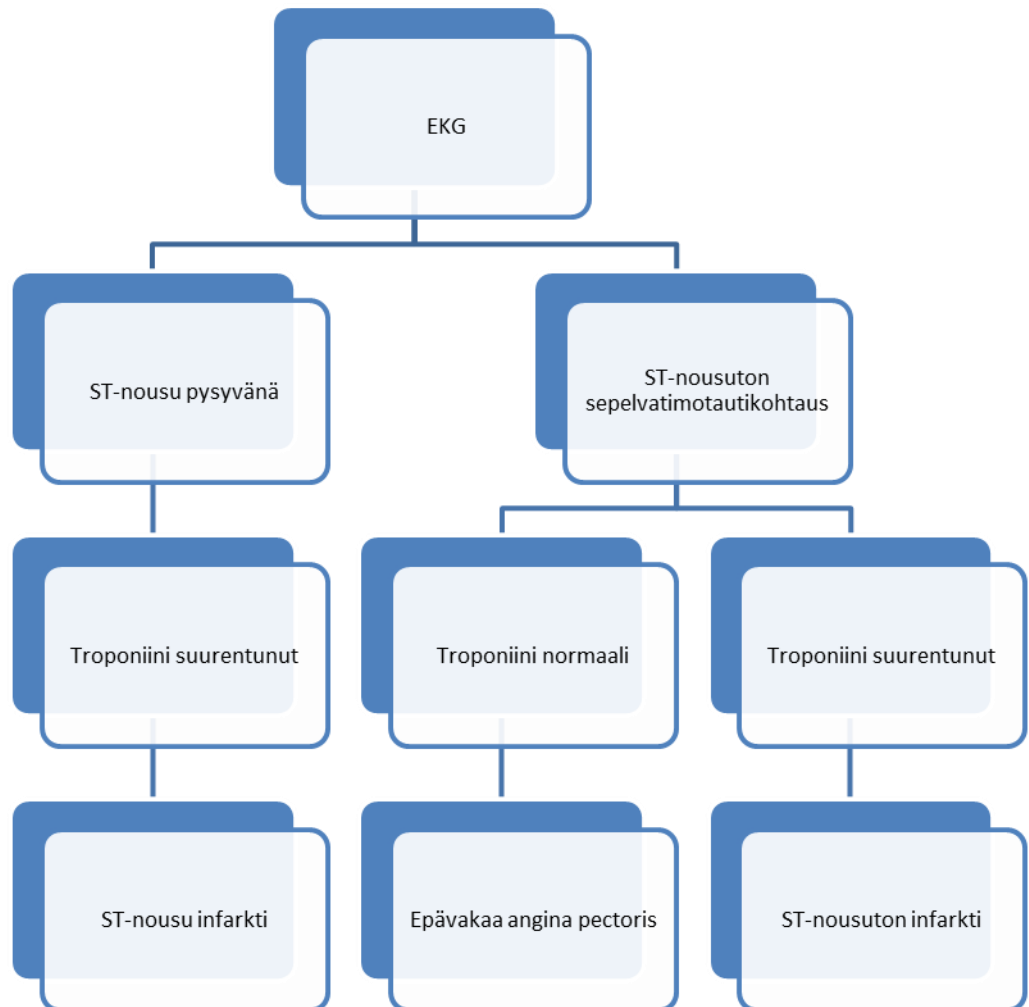 EKG
ST-nousu pysyvänä
ST-nousuton
sepelvatimotautikohtaus
Troponiini suurentunut
Troponiini normaali
Troponiini suurentunut
ST-nousu infarkti
Epävakaa angina pectoris
ST-nousuton infarkti